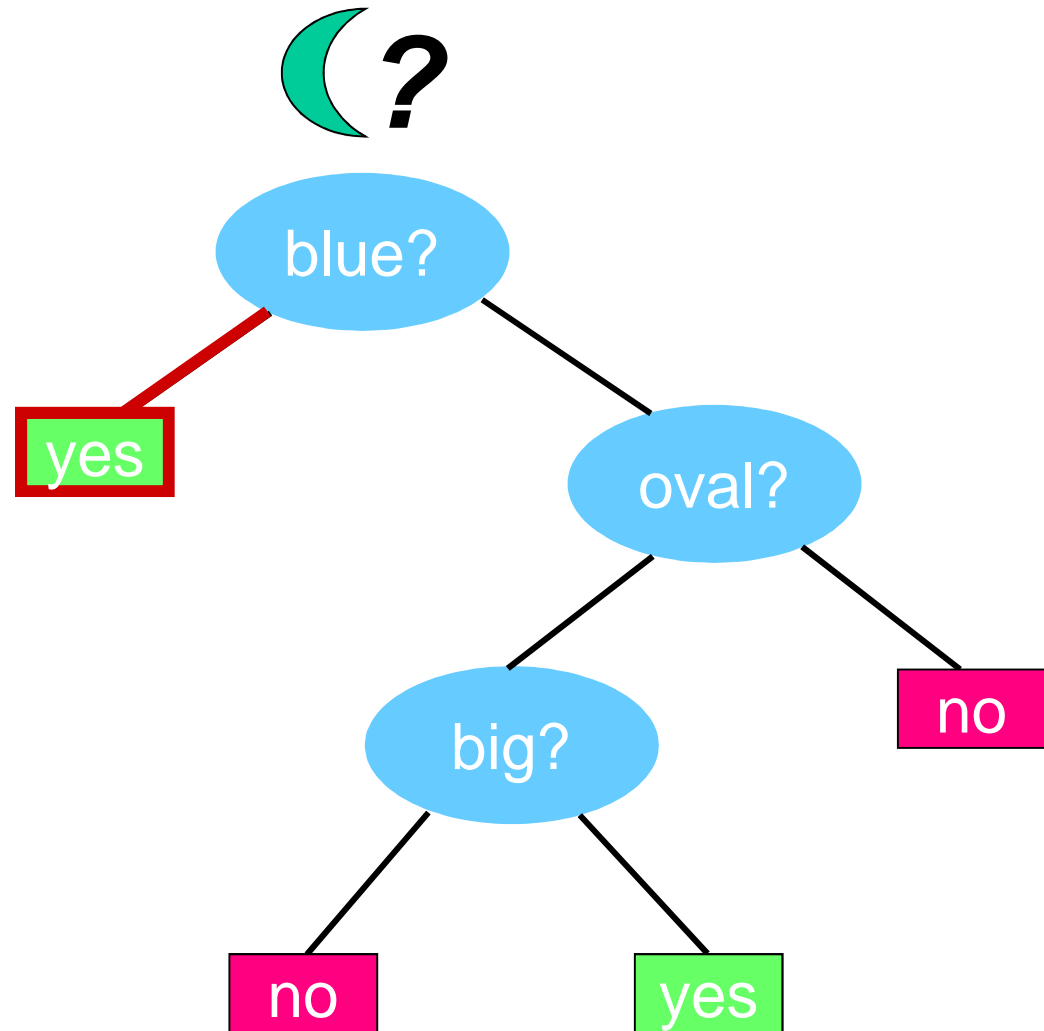 ?
blue?
yes
oval?
no
big?
no
yes